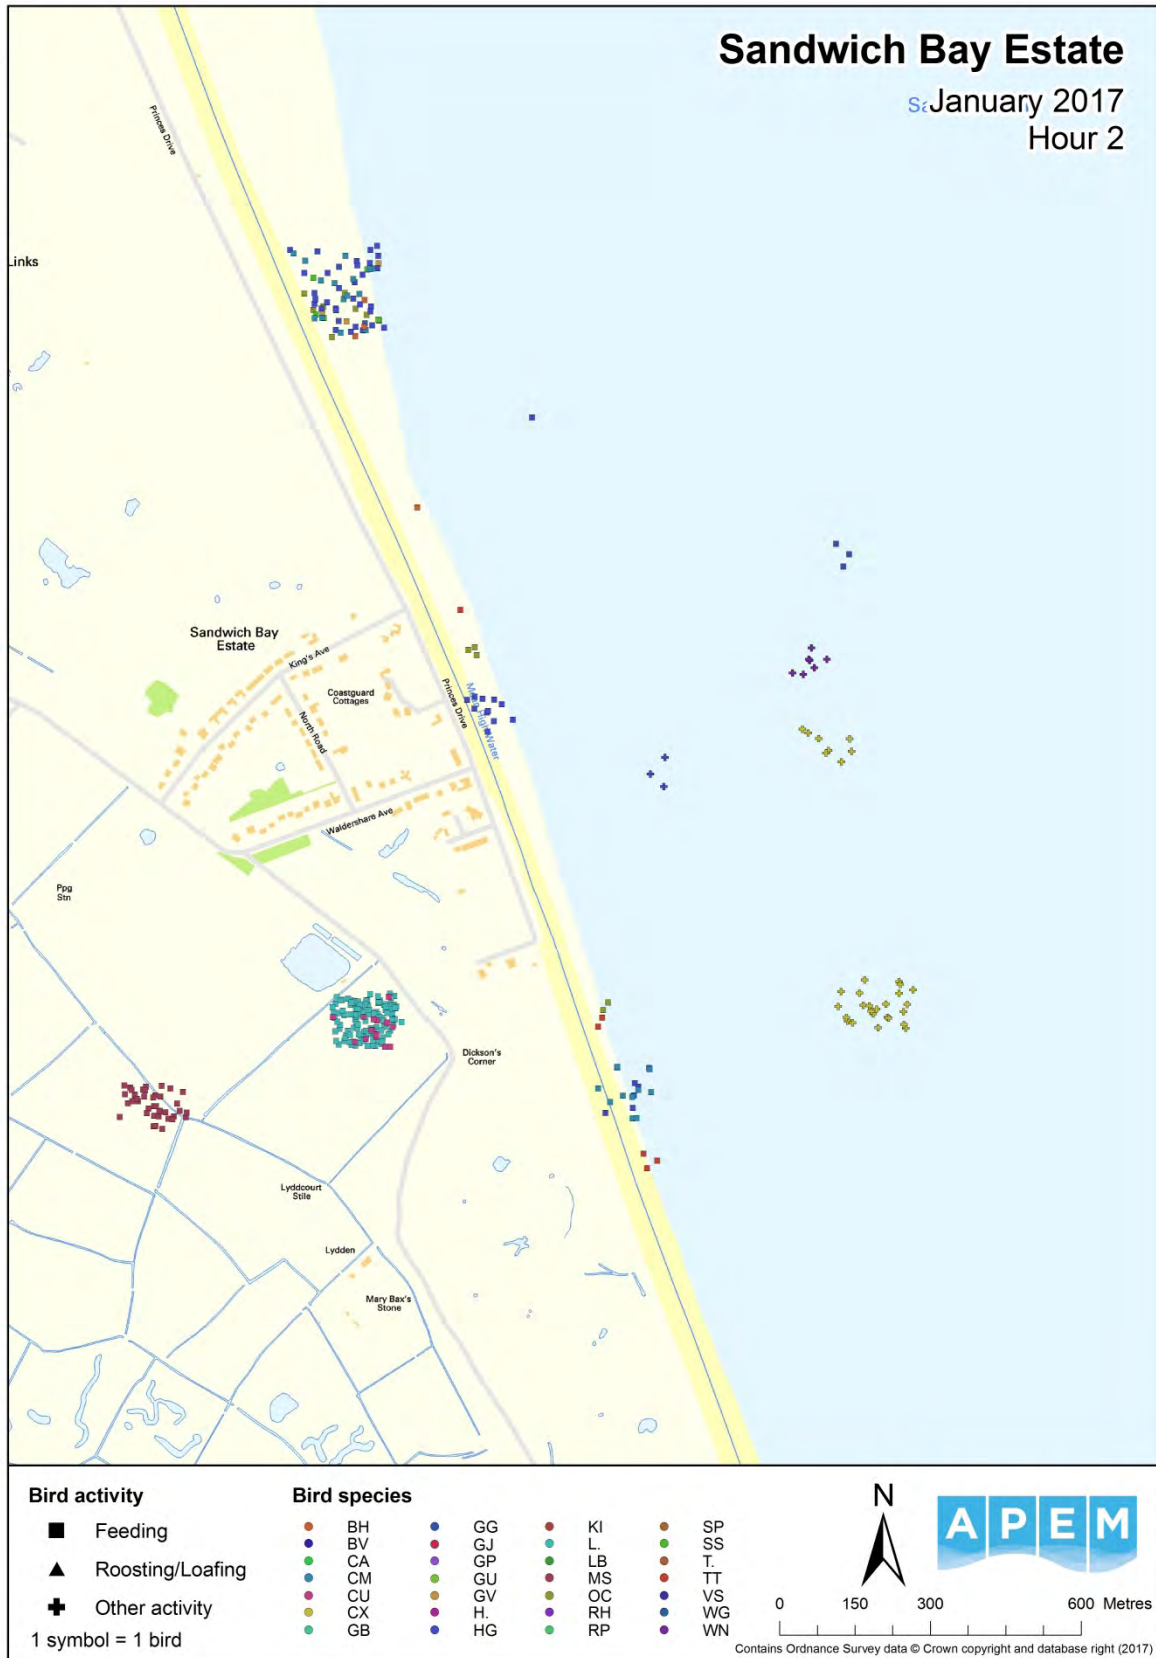 Sandwich Bay Estate
January 2017
Hour 2
Princes Drive
Links
Sandwich Bay
Estate
King's Ave
Coastguard
Cottages
North Road
Princes Drive
Mean High Water
Waldershare Ave
Ppg
Stn
Dickson's
Corner
Lyddcourt
Stile
Lydden
Mary Bax's
Stone
Bird activity
Feeding
Roosting/Loafing
Other activity
1 symbol = 1 bird
Bird species
BH
BV
CA
CM
CU
CX
GB
GG
GJ
GP
GU
GV
H.
HG
KI
L.
LB
MS
OC
RH
RP
SP
SS
T.
TT
VS
WG
WN
N
APEM
0 150 300 600 Metres
Contains Ordnance Survey data © Crown copyright and database right (2017)